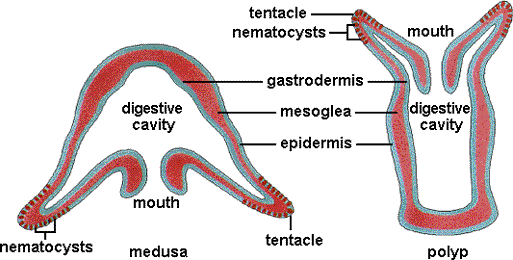 tentacle
nematocysts
mouth
gastrodermis
digestive
cavity
mesoglea
digestive
cavity
epidermis
mouth
nematocysts
medusa
tentacle
polyp